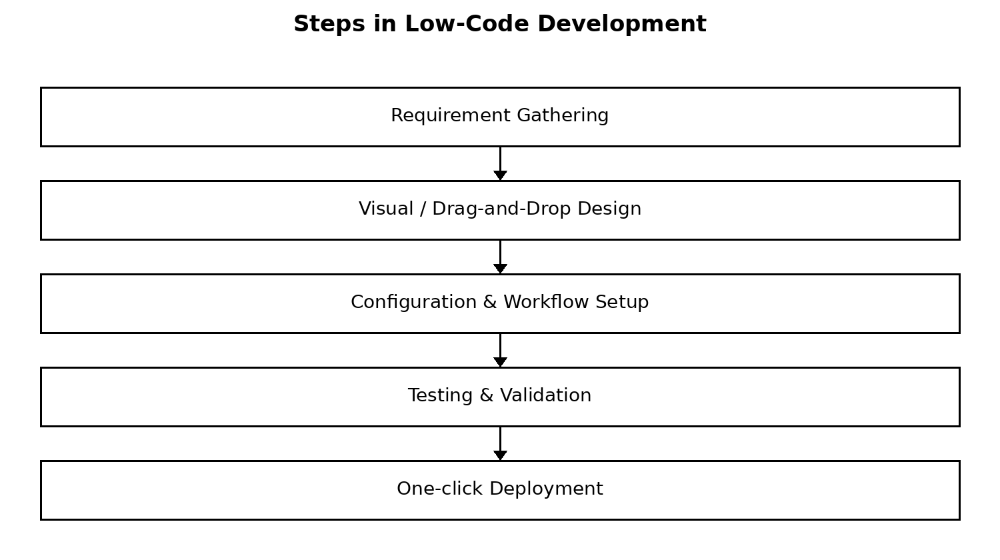 Steps in Low-Code Development
Requirement Gathering
Visual / Drag-and-Drop Design
Configuration & Workflow Setup
Testing & Validation
One-click Deployment